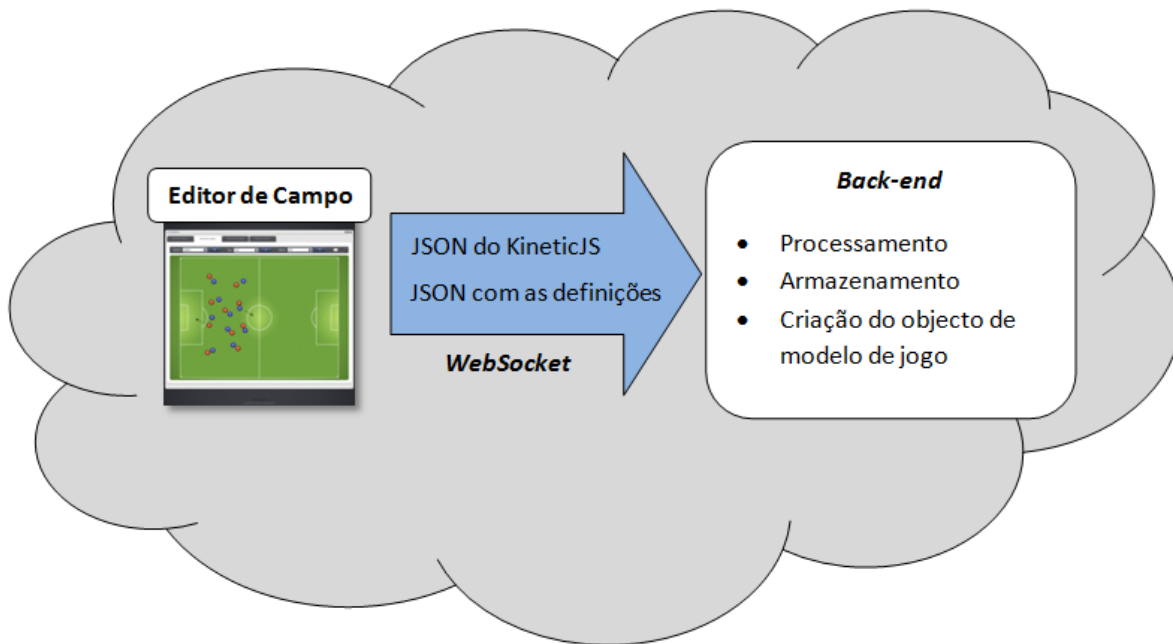 Editor de Campo
JSON do KineticJS
JSON com as definições
WebSocket
Back-end
• Processamento
• Armazenamento
• Criação do objecto de
modelo de jogo